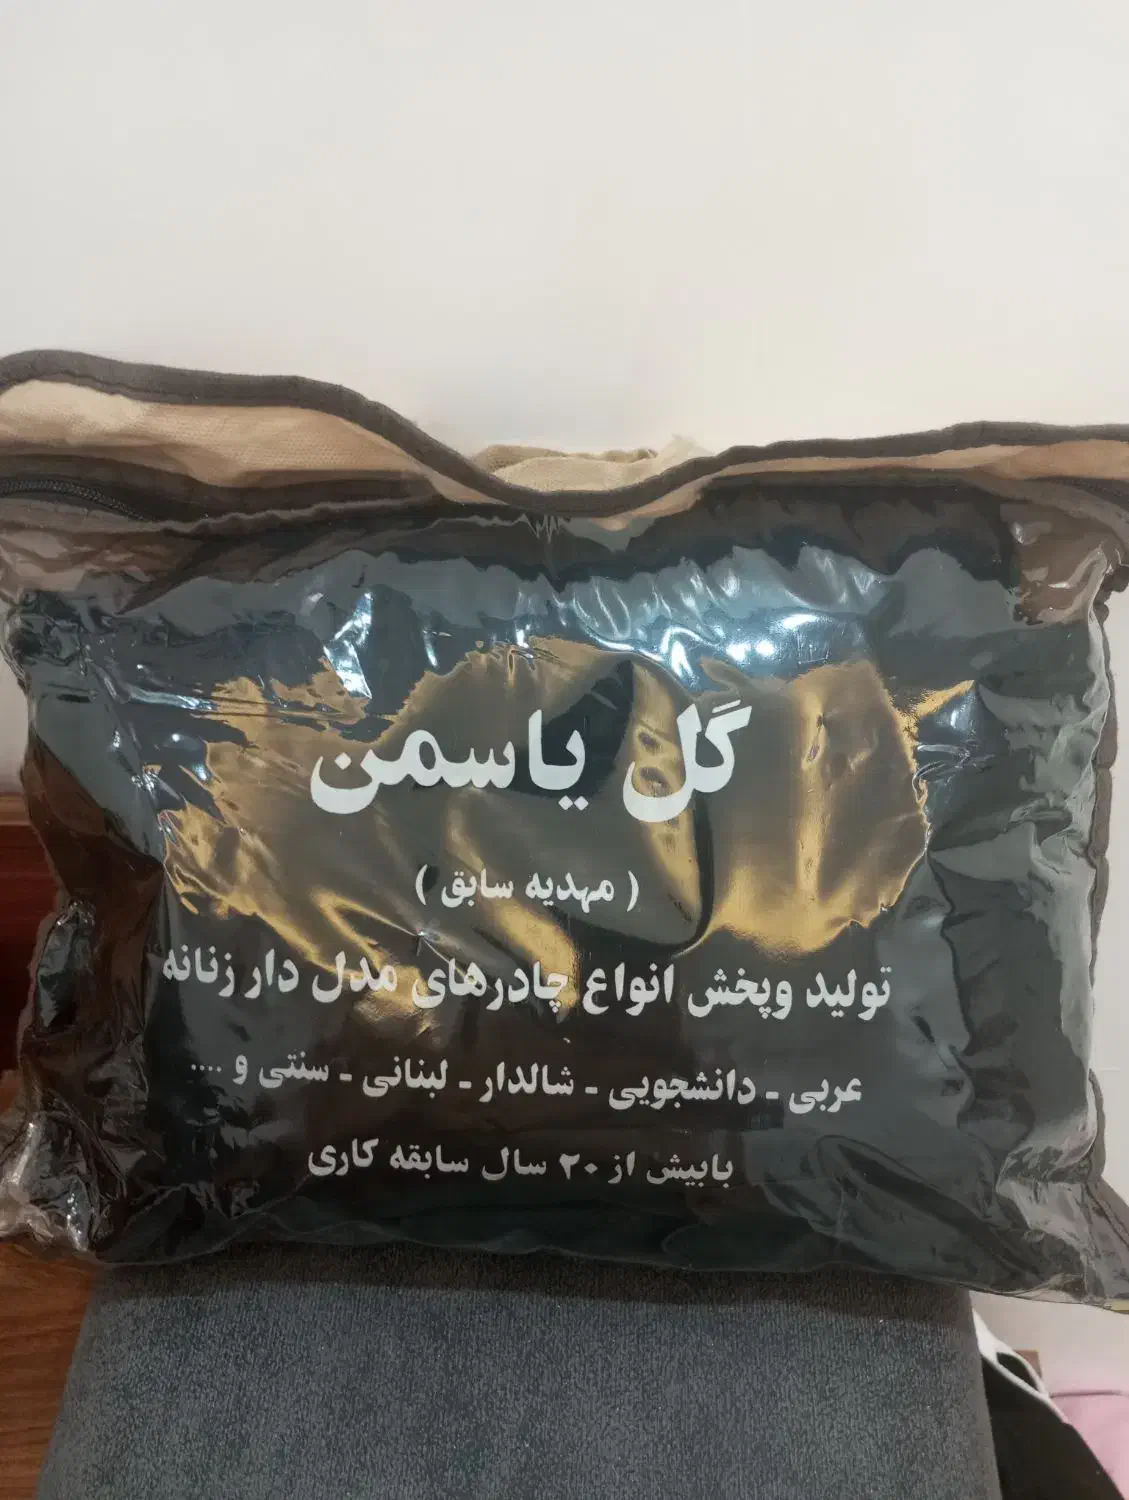 گل یاسمن
( مهدیه سابق )
تولید وپخش انواع چادرهای مدل دار زنانه
عربی - دانشجویی - شالدار - لبنانی - سنتی و ....
بابیش از ۲۰ سال سابقه کاری